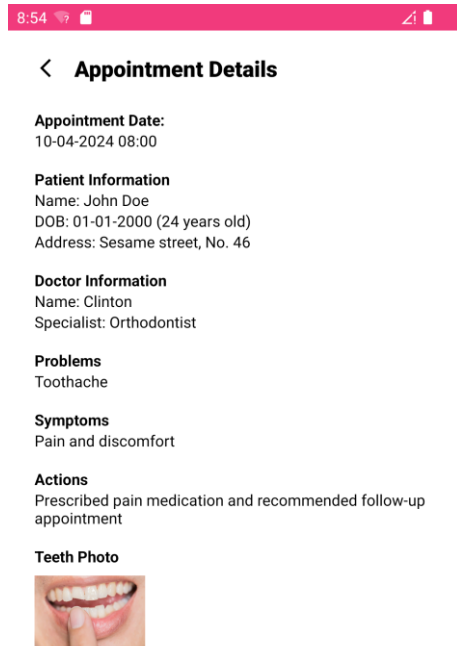 8:54
Appointment Details
Appointment Date:
10-04-2024 08:00
Patient Information
Name: John Doe
DOB: 01-01-2000 (24 years old)
Address: Sesame street, No. 46
Doctor Information
Name: Clinton
Specialist: Orthodontist
Problems
Toothache
Symptoms
Pain and discomfort
Actions
Prescribed pain medication and recommended follow-up
appointment
Teeth Photo